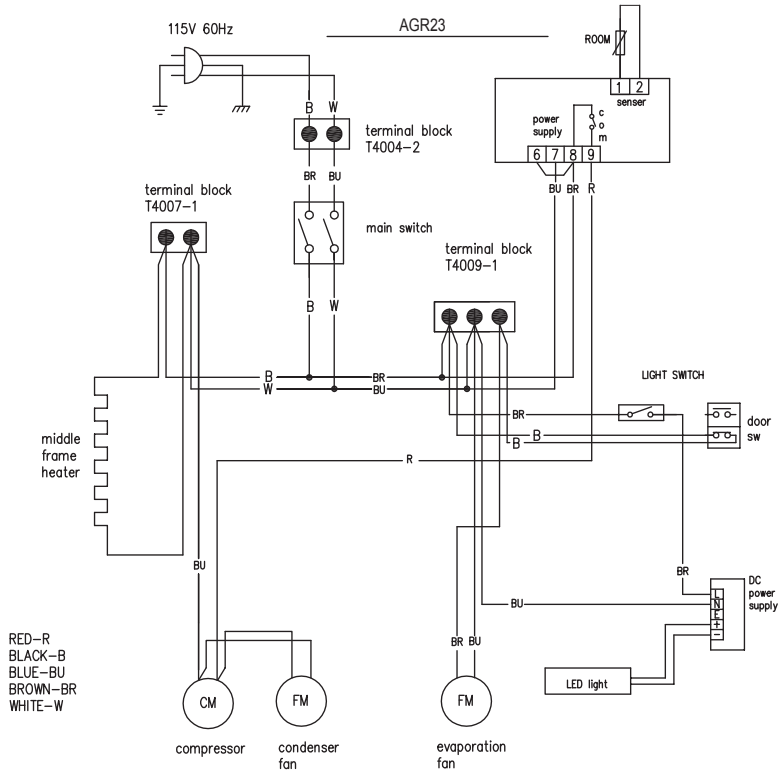 115V 60Hz
AGR23
ROOM
1 2
senser
power
supply
c
o
m
6 7 8 9
BU BR R
B W
terminal block
T4004-2
BR BU
main switch
B W
terminal block
T4007-1
terminal block
T4009-1
B BR
W BU
LIGHT SWITCH
BR
door
sw
B
B
R
middle
frame
heater
BU
BR
DC
power
supply
L
N
E
+
-
BU
BR BU
RED-R
BLACK-B
BLUE-BU
BROWN-BR
WHITE-W
LED light
CM
FM
FM
compressor
condenser
fan
evaporation
fan